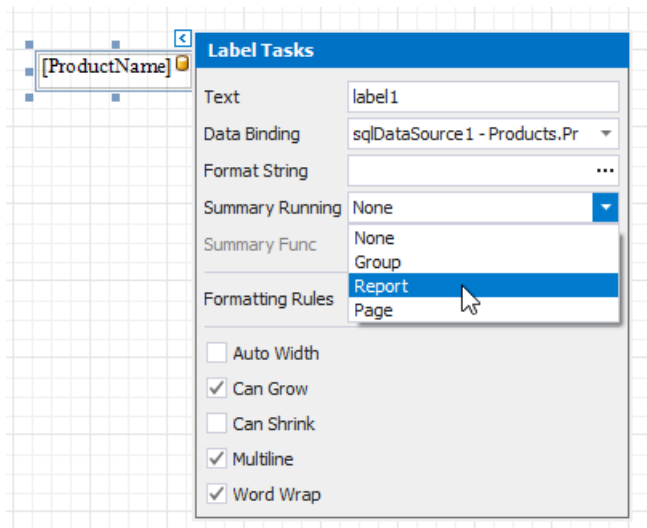 [ProductName]
Label Tasks
Text label1
Data Binding sqlDataSource1 - Products.Pr
Format String ...
Summary Running None
None
Summary Func
Group
Report
Formatting Rules
Page
Auto Width
Can Grow
Can Shrink
Multiline
Word Wrap